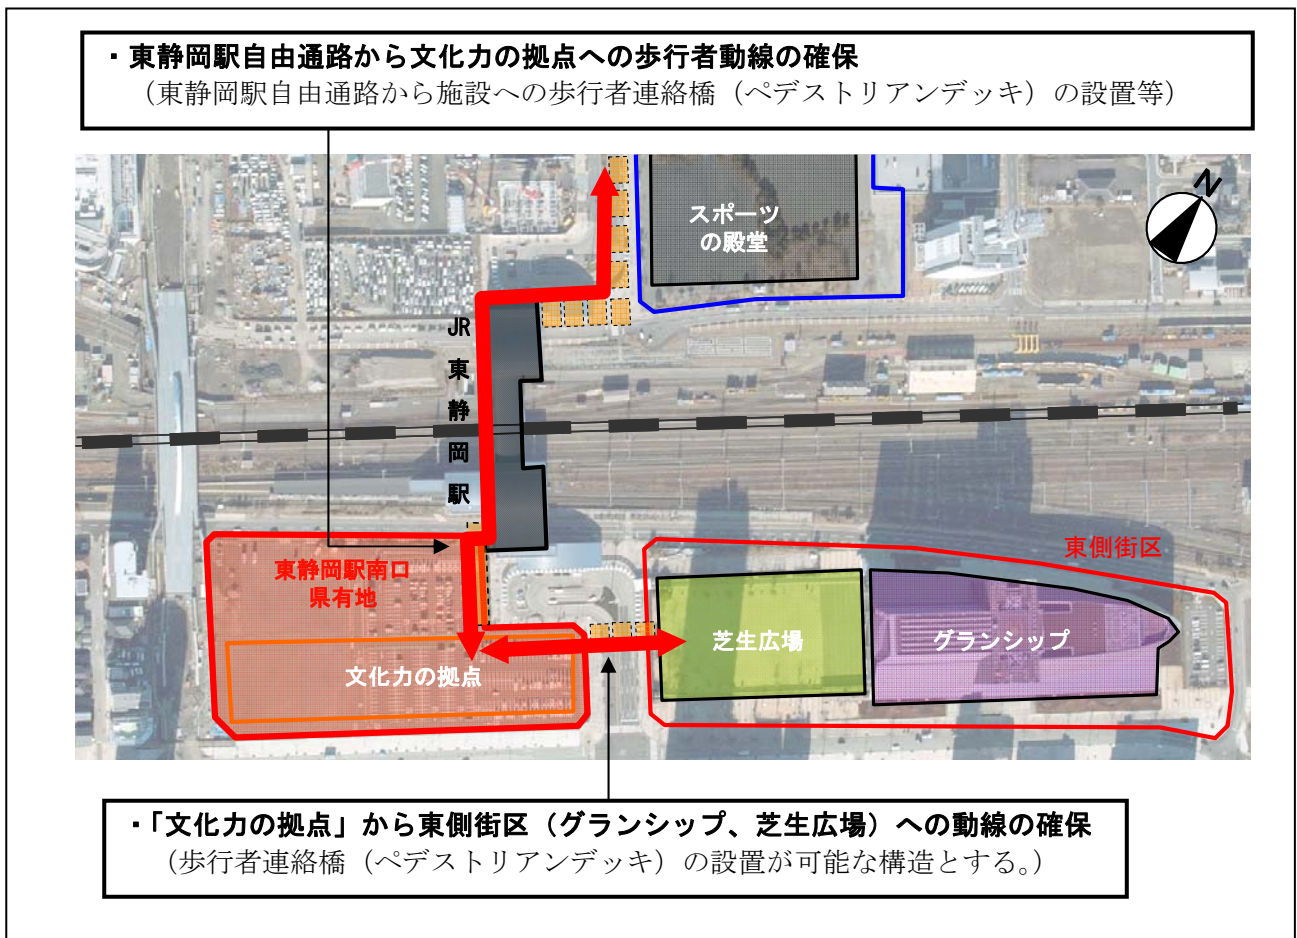 ・東静岡駅自由通路から文化力の拠点への歩行者動線の確保
（東静岡駅自由通路から施設への歩行者連絡橋（ペデストリアンデッキ）の設置等）
N
スポーツ
の殿堂
JR東静岡駅
東側街区
東静岡駅南口
県有地
芝生広場
グランシップ
文化力の拠点
・「文化力の拠点」から東側街区（グランシップ、芝生広場）への動線の確保
（歩行者連絡橋（ペデストリアンデッキ）の設置が可能な構造とする。）